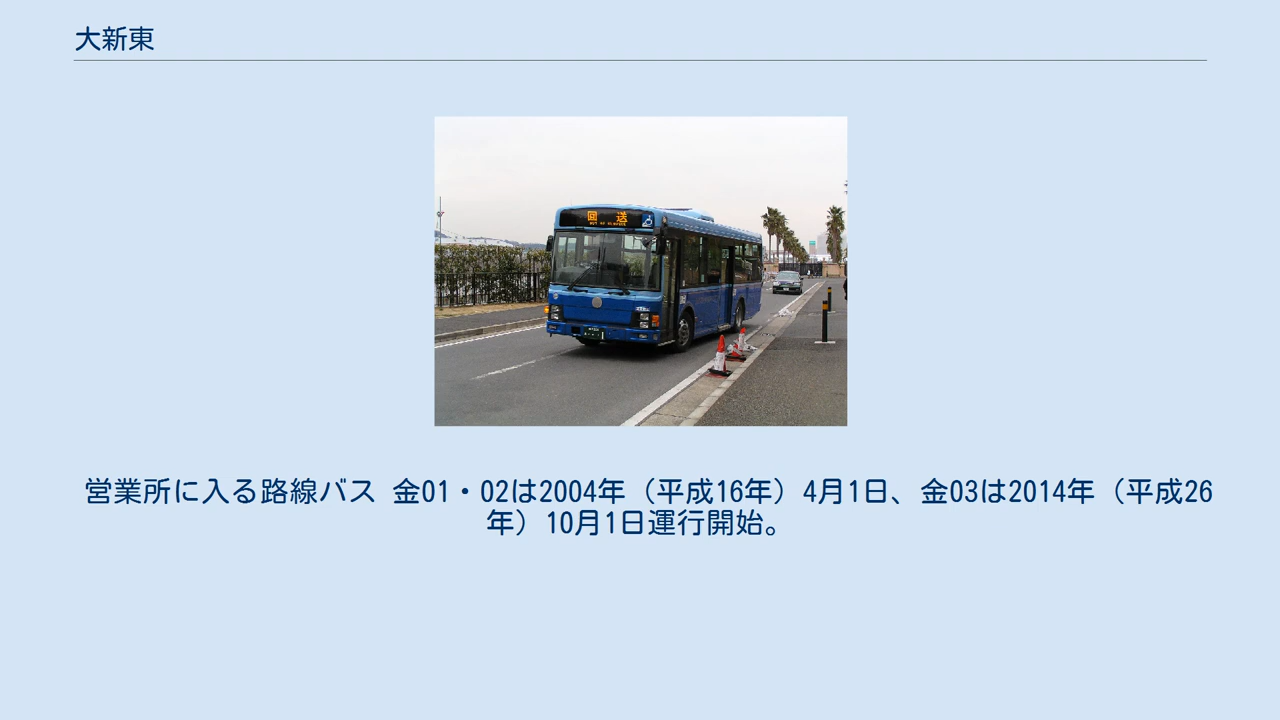 大新東
回送
営業所に入る路線バス 金01・02は2004年（平成16年）4月1日、金03は2014年（平成26
年）10月1日運行開始。